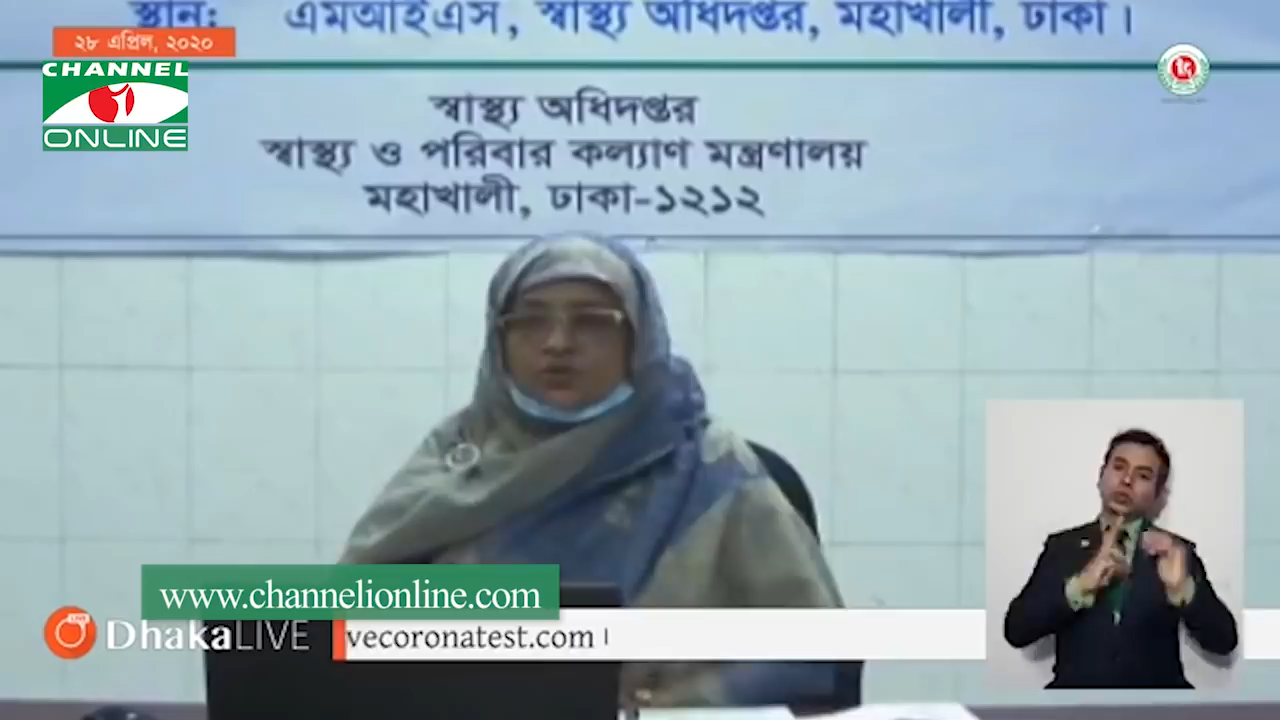 স্থান: এমআইএস, স্বাস্থ্য অধিদপ্তর, মহাখালী, ঢাকা।
২৮ এপ্রিল, ২০২০
CHANNEL
i
ONLINE
স্বাস্থ্য অধিদপ্তর
স্বাস্থ্য ও পরিবার কল্যাণ মন্ত্রণালয়
মহাখালী, ঢাকা-১২১২
www.channelionline.com
LIVE
DhakaLIVE
vecoronatest.com